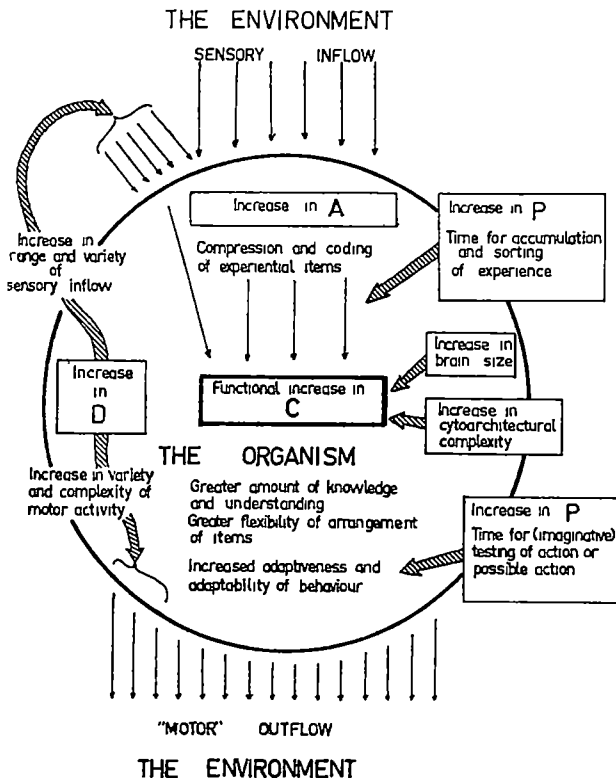 THE ENVIRONMENT
SENSORY INFLOW
Increase in A
Compression and coding
of experiential items
Increase in P
Time for accumulation
and sorting
of experience
Increase in
range and variety
of
sensory inflow
Increase
in
D
Functional increase in
C
Increase in
brain size
Increase in
cytoarchitectural
complexity
THE ORGANISM
Increase in variety
and complexity of
motor activity
Greater amount of knowledge
and understanding
Greater flexibility of arrangement
of items
Increased adaptiveness and
adaptability of behaviour
Increase in P
Time for (imaginative)
testing of action or
possible action
"MOTOR" OUTFLOW
THE ENVIRONMENT